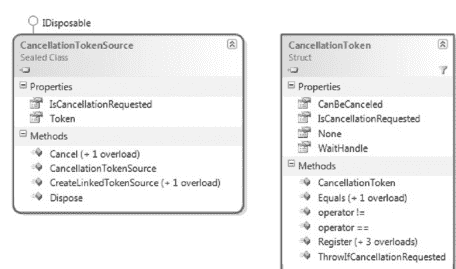 IDisposable
CancellationTokenSource
Sealed Class
Properties
IsCancellationRequested
Token
Methods
Cancel (+ 1 overload)
CancellationTokenSource
CreateLinkedTokenSource (+ 1 overload)
Dispose
CancellationToken
Struct
Properties
CanBeCanceled
IsCancellationRequested
None
WaitHandle
Methods
CancellationToken
Equals (+ 1 overload)
operator !=
operator ==
Register (+ 3 overloads)
ThrowIfCancellationRequested